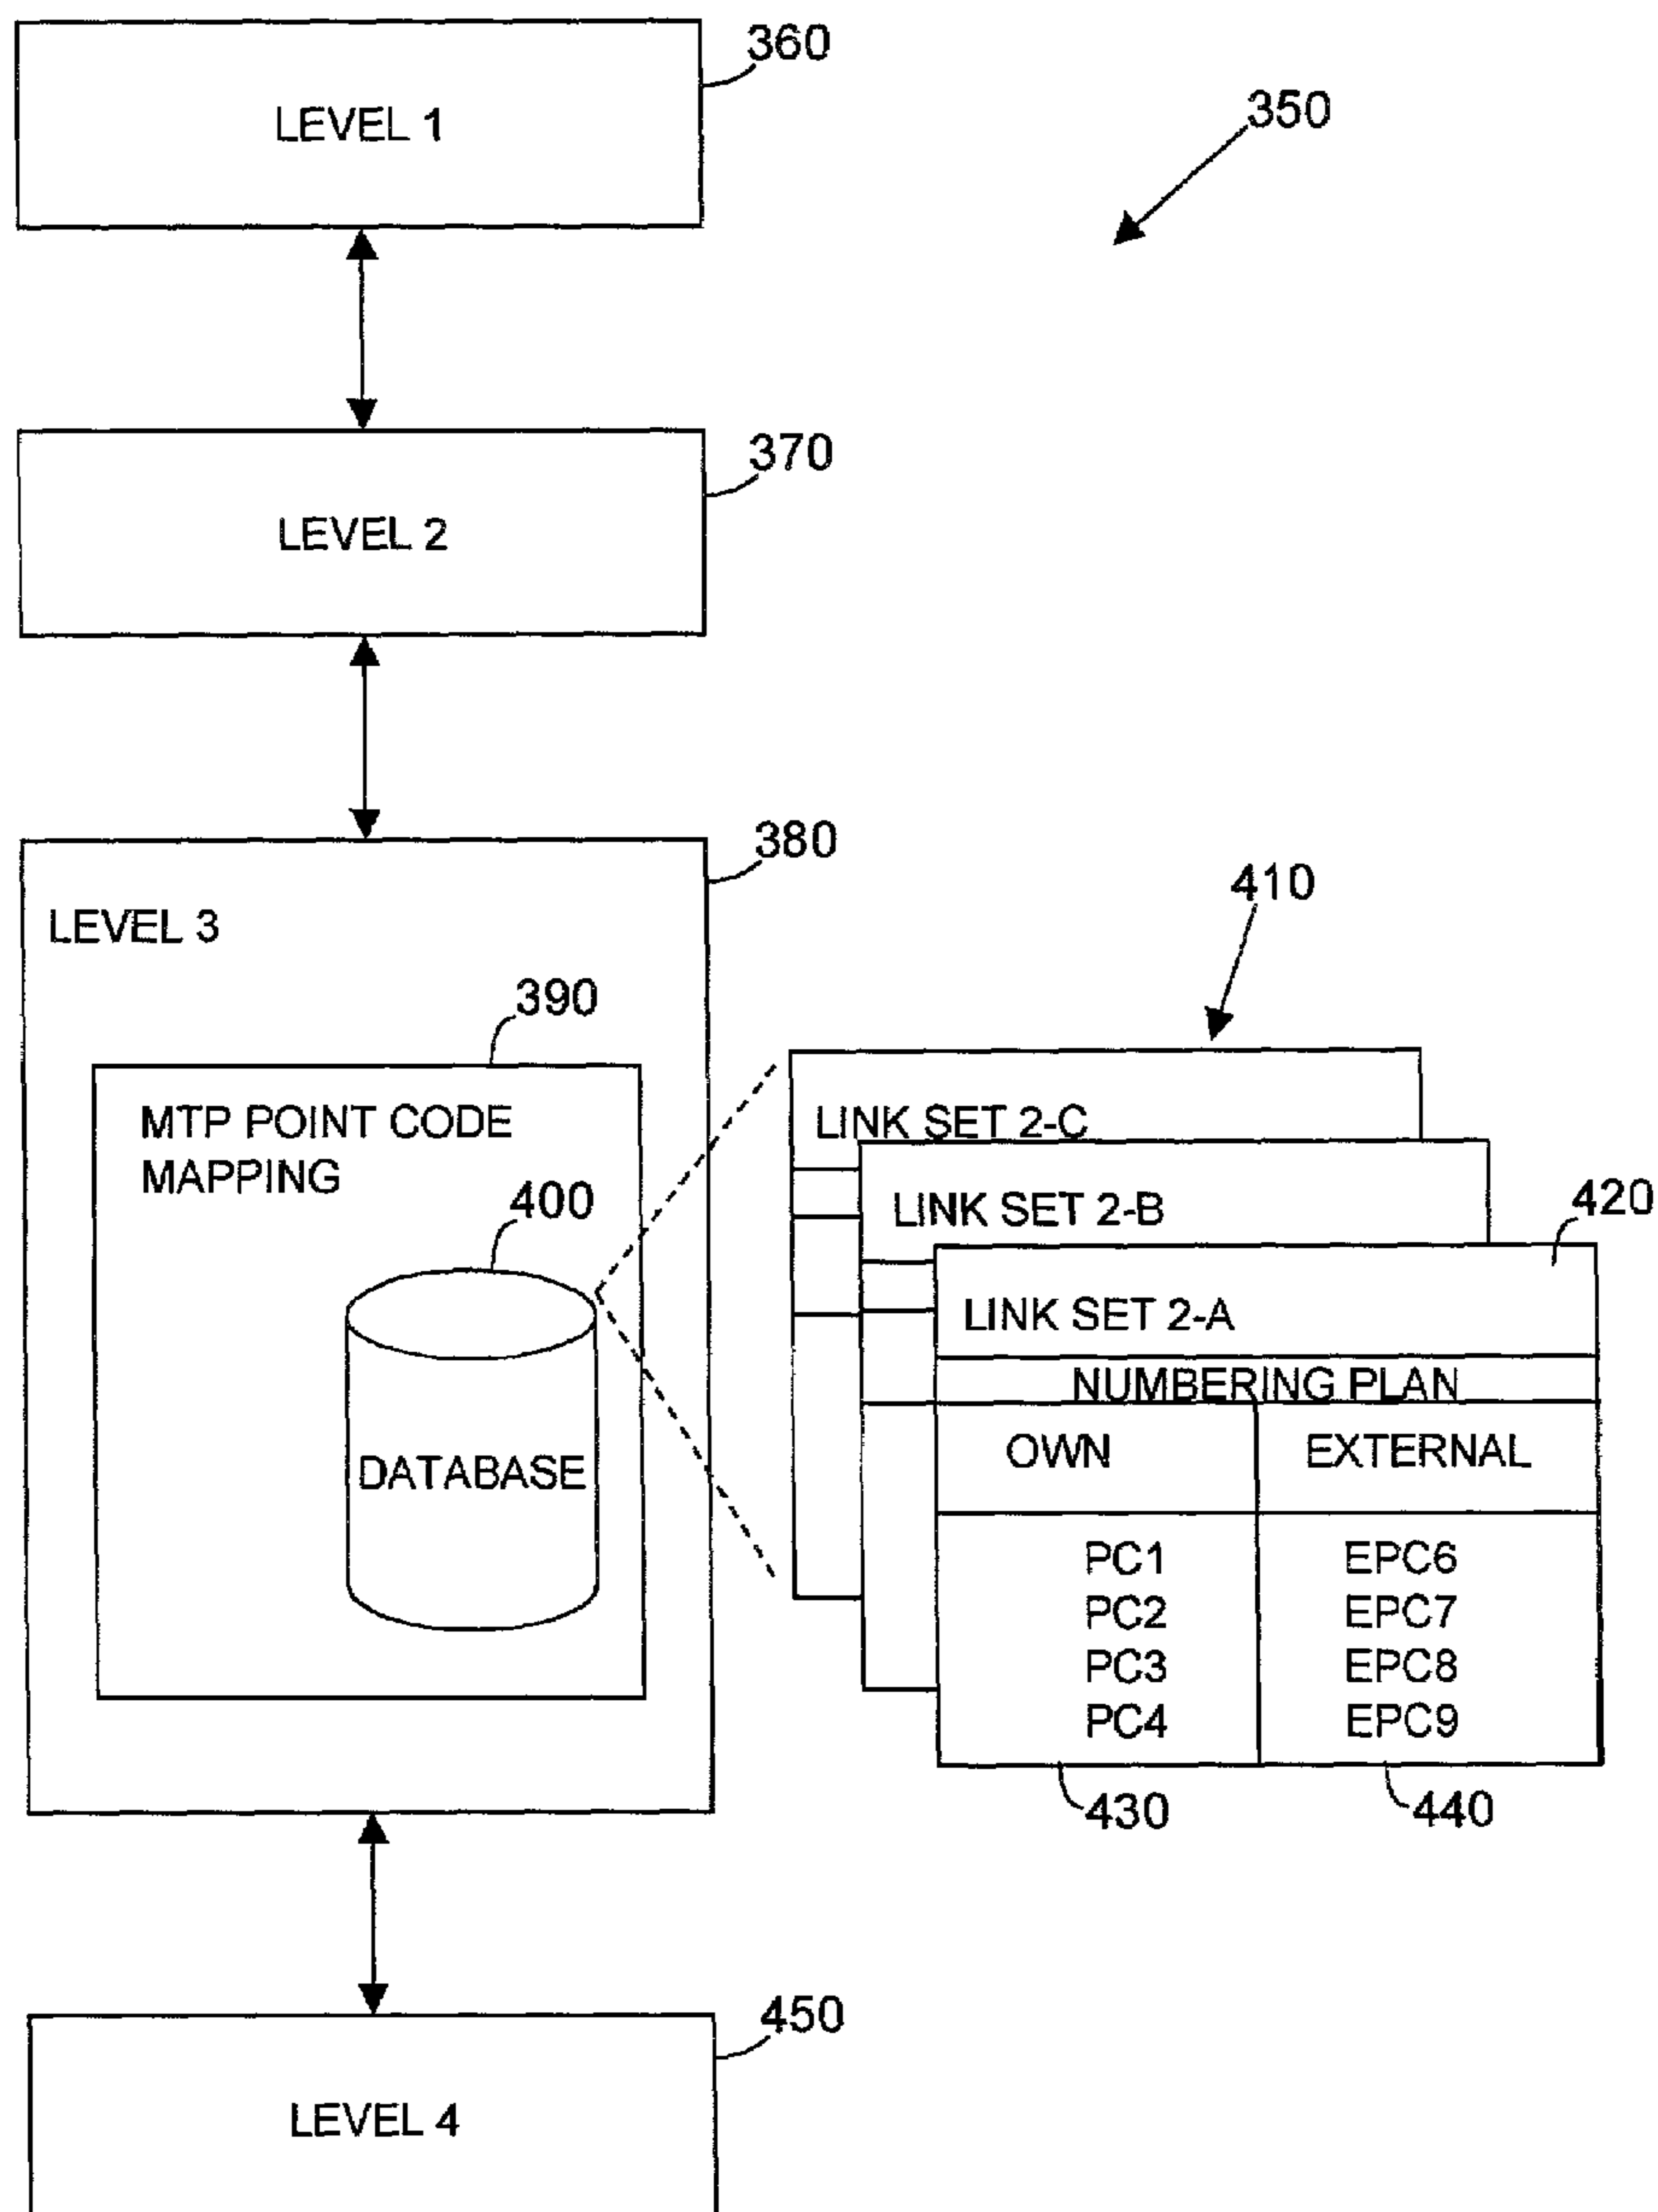 360
LEVEL 1
350
370
LEVEL 2
380
LEVEL 3
410
390
MTP POINT CODE
MAPPING
400
DATABASE
LINK SET 2-C
LINK SET 2-B
420
LINK SET 2-A
NUMBERING PLAN
OWN EXTERNAL
PC1 EPC6
PC2 EPC7
PC3 EPC8
PC4 EPC9
430 440
450
LEVEL 4